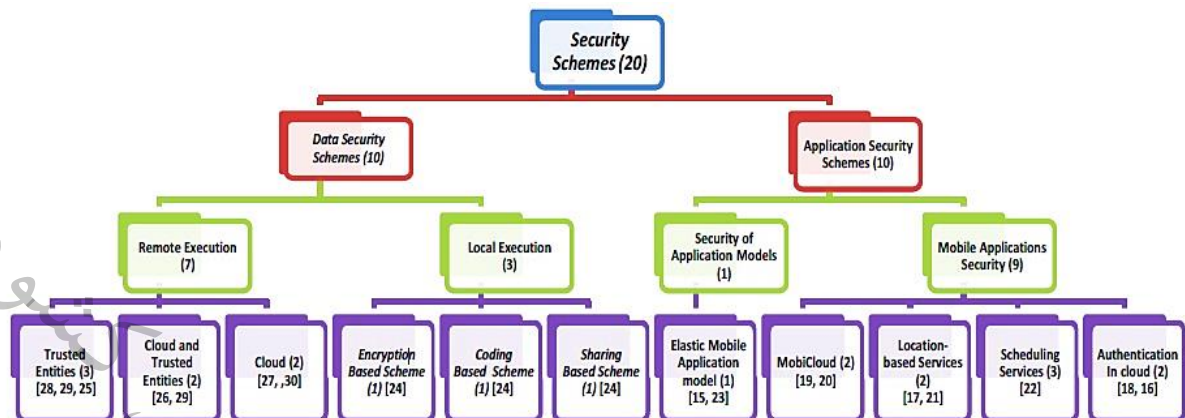 Security
Schemes (20)
Data Security
Schemes (10)
Application Security
Schemes (10)
Remote Execution
(7)
Local Execution
(3)
Security of
Application Models
(1)
Mobile Applications
Security (9)
Trusted
Entities (3)
[28, 29, 25]
Cloud and
Trusted
Entities (2)
[26, 29]
Cloud (2)
[27, ,30]
Encryption
Based Scheme
(1) [24]
Coding
Based Scheme
(1) [24]
Sharing
Based Scheme
(1) [24]
Elastic Mobile
Application
model (1)
[15, 23]
MobiCloud (2)
[19, 20]
Location-
based Services
(2)
[17, 21]
Scheduling
Services (3)
[22]
Authentication
In cloud (2)
[18, 16]